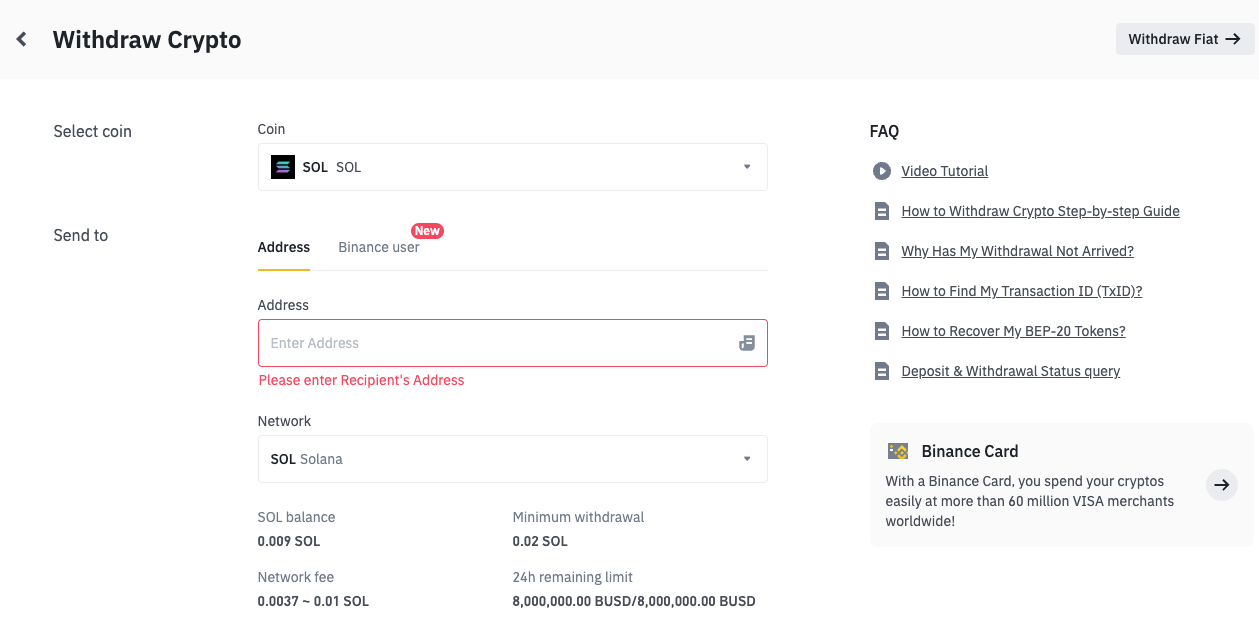 Withdraw Crypto
Withdraw Fiat
Select coin
Coin
SOL SOL
Send to
Address
Binance user
New
Address
Enter Address
Please enter Recipient's Address
Network
SOL Solana
SOL balance
0.009 SOL
Minimum withdrawal
0.02 SOL
Network fee
0.0037 ~ 0.01 SOL
24h remaining limit
8,000,000.00 BUSD/8,000,000.00 BUSD
FAQ
Video Tutorial
How to Withdraw Crypto Step-by-step Guide
Why Has My Withdrawal Not Arrived?
How to Find My Transaction ID (TxID)?
How to Recover My BEP-20 Tokens?
Deposit & Withdrawal Status query
Binance Card
With a Binance Card, you spend your cryptos
easily at more than 60 million VISA merchants
worldwide!